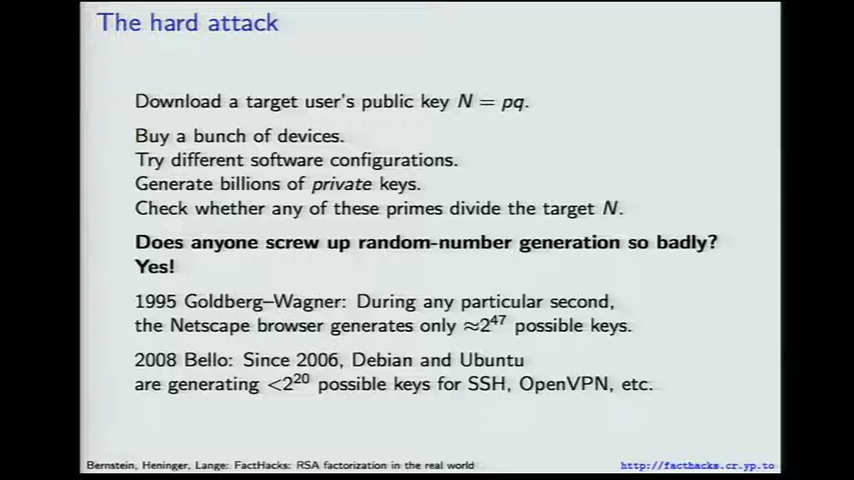 The hard attack
Download a target user's public key N = pq.
Buy a bunch of devices.
Try different software configurations.
Generate billions of private keys.
Check whether any of these primes divide the target N.
Does anyone screw up random-number generation so badly?
Yes!
1995 Goldberg–Wagner: During any particular second,
the Netscape browser generates only ≈2⁴⁷ possible keys.
2008 Bello: Since 2006, Debian and Ubuntu
are generating <2²⁰ possible keys for SSH, OpenVPN, etc.
Bernstein, Heninger, Lange: FactHacks: RSA factorization in the real world
http://facthacks.cr.yp.to